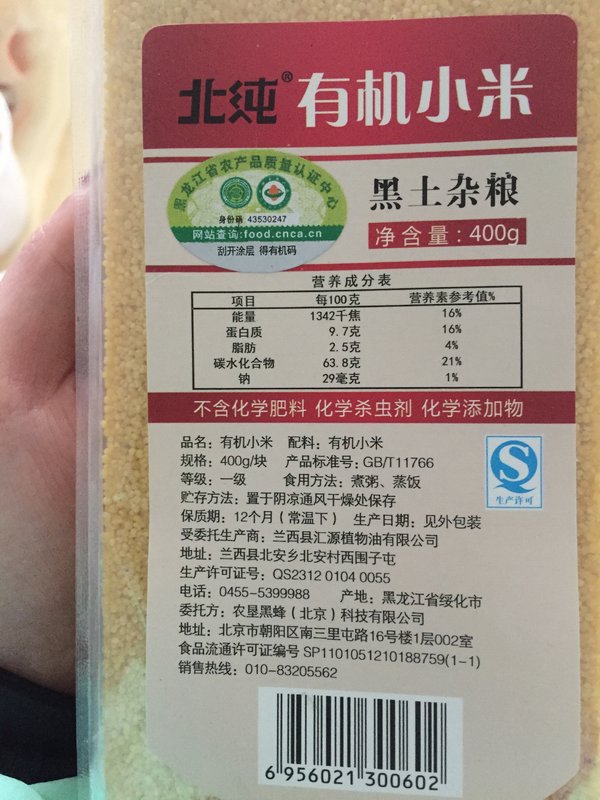 北纯® 有机小米
黑龙江省农产品质量认证中心
身份码 43530247
网站查询:food.cnca.cn
刮开涂层 得有机码
黑土杂粮
净含量:400g
营养成分表
项目 每100克 营养素参考值%
能量 1342千焦 16%
蛋白质 9.7克 16%
脂肪 2.5克 4%
碳水化合物 63.8克 21%
钠 29毫克 1%
不含化学肥料 化学杀虫剂 化学添加物
品名: 有机小米 配料: 有机小米
规格: 400g/块 产品标准号: GB/T11766
等级: 一级 食用方法: 煮粥、蒸饭
贮存方法: 置于阴凉通风干燥处保存
保质期: 12个月(常温下) 生产日期: 见外包装
受委托生产商: 兰西县汇源植物油有限公司
地址: 兰西县北安乡北安村西围子屯
生产许可证号: QS2312 0104 0055
电话: 0455-5399988 产地: 黑龙江省绥化市
委托方: 农垦黑蜂(北京)科技有限公司
地址: 北京市朝阳区南三里屯路16号楼1层002室
食品流通许可证编号 SP1101051210188759(1-1)
销售热线: 010-83205562
生产许可
6 956021 300602